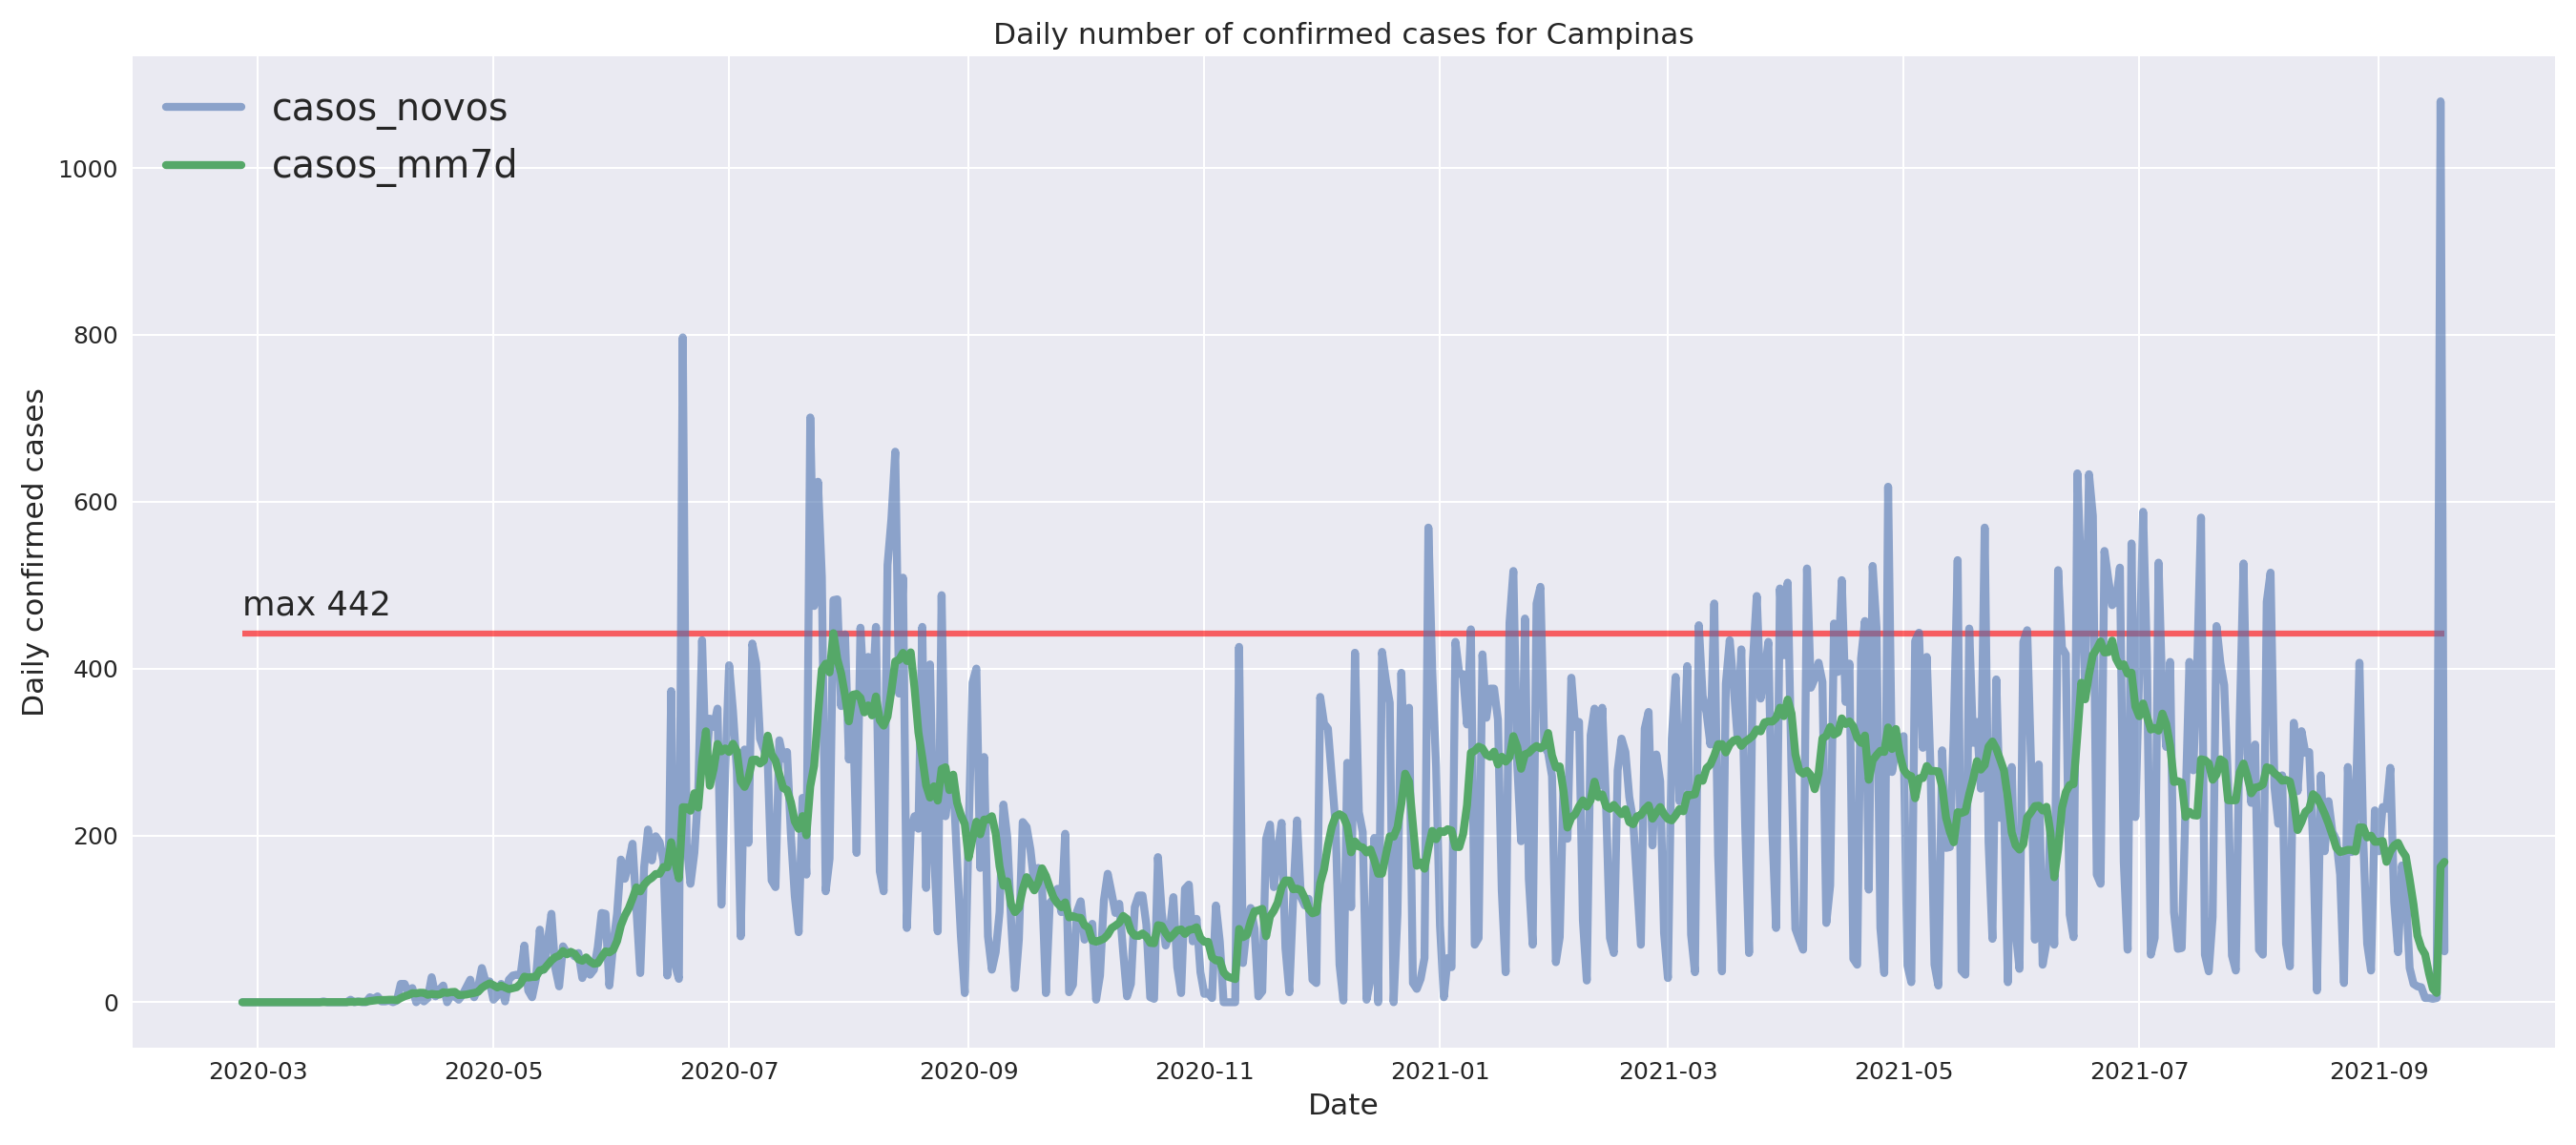 Daily number of confirmed cases for Campinas
casos_novos
casos_mm7d
1000
800
600
max 442
400
200
0
Daily confirmed cases
2020-03 2020-05 2020-07 2020-09 2020-11 2021-01 2021-03 2021-05 2021-07 2021-09
Date